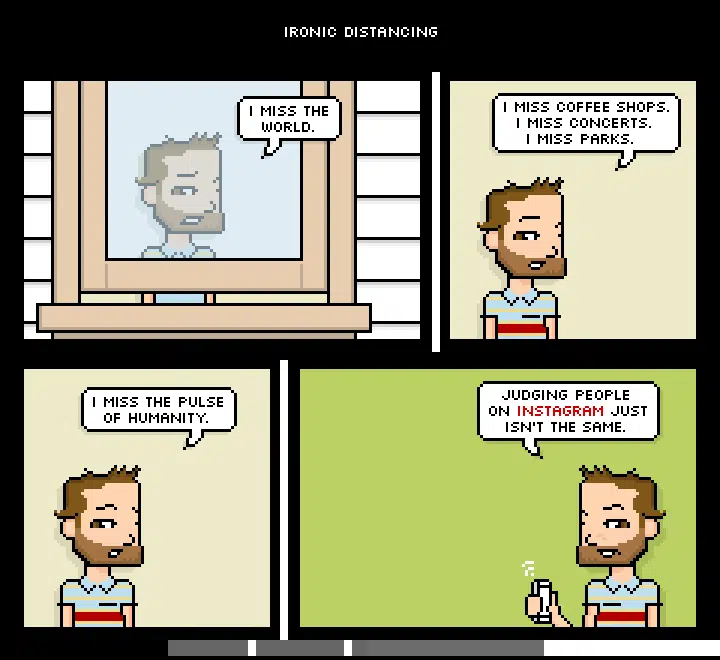 IRONIC DISTANCING
I MISS THE
WORLD.
I MISS COFFEE SHOPS.
I MISS CONCERTS.
I MISS PARKS.
I MISS THE PULSE
OF HUMANITY.
JUDGING PEOPLE
ON INSTAGRAM JUST
ISN'T THE SAME.